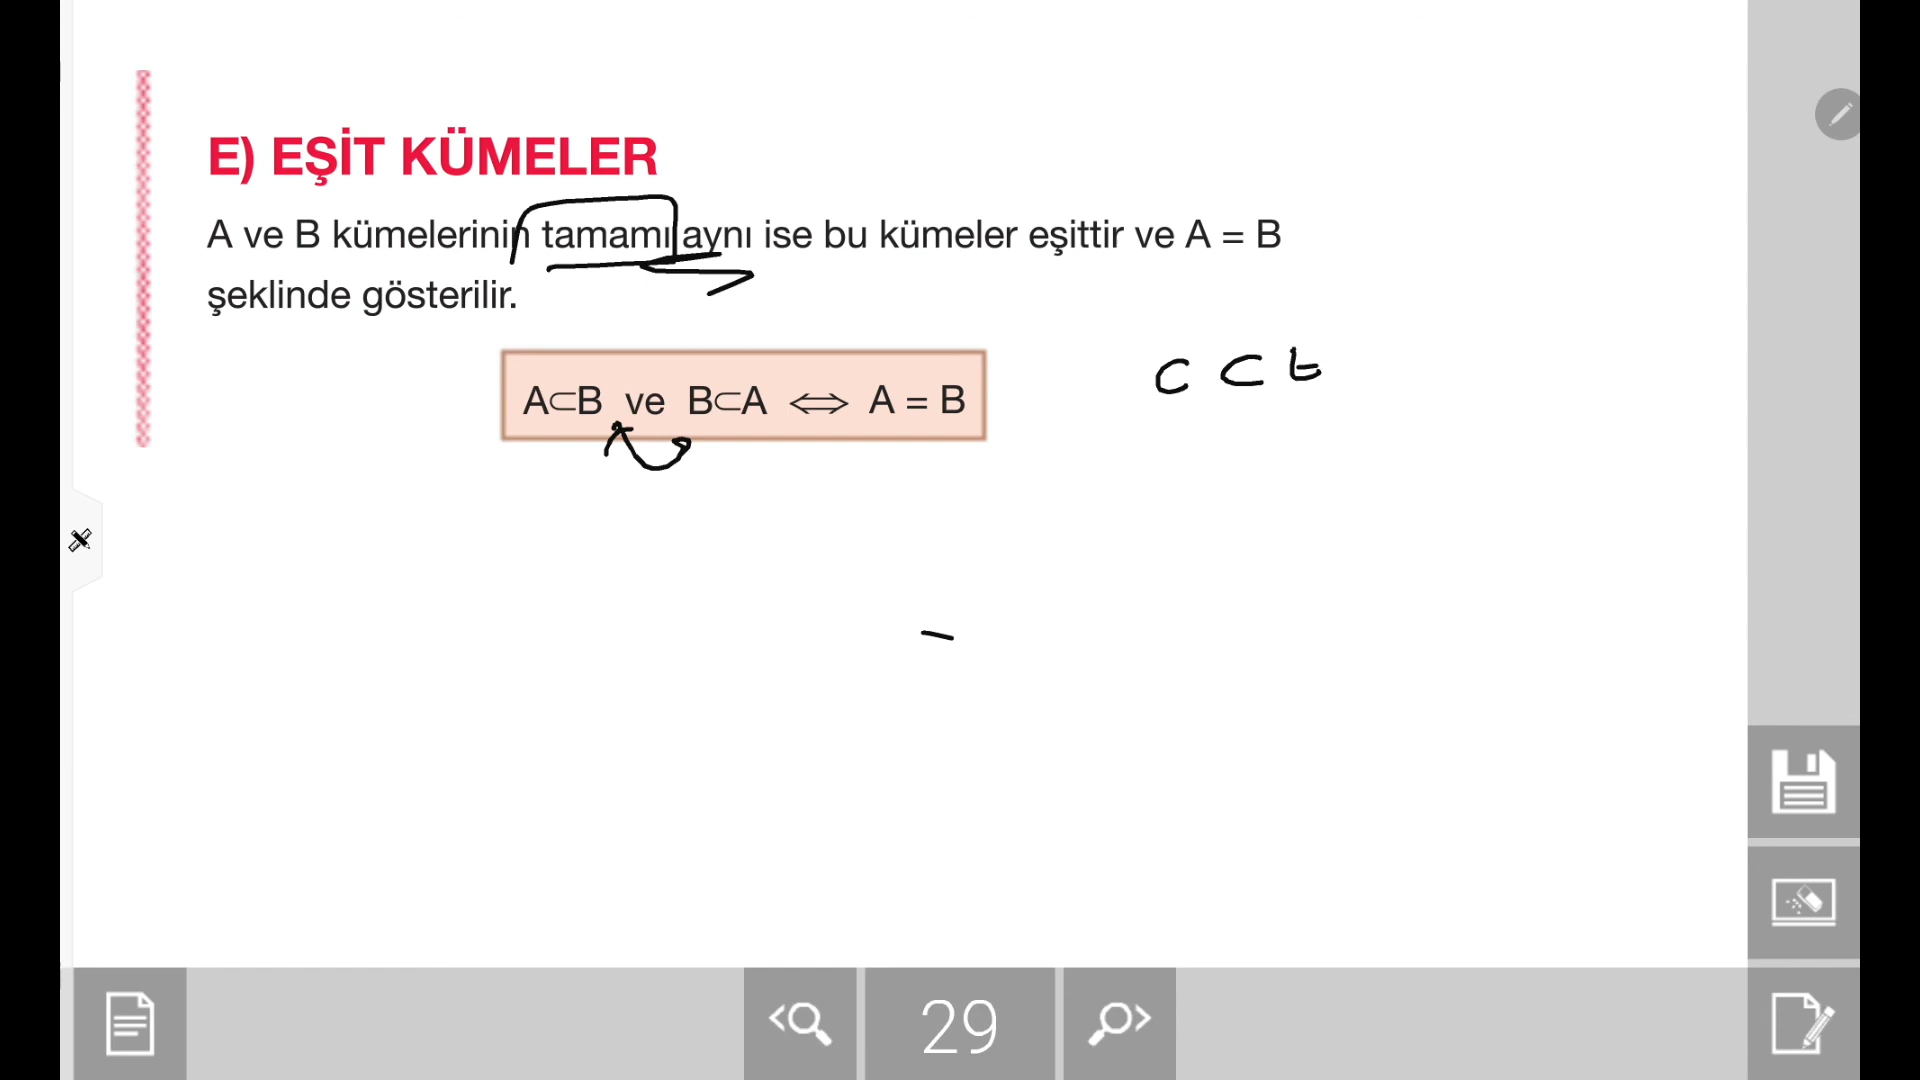 E) EŞİT KÜMELER
A ve B kümelerinin tamamı aynı ise bu kümeler eşittir ve A = B
şeklinde gösterilir.
A⊂B ve B⊂A ⟺ A = B
29